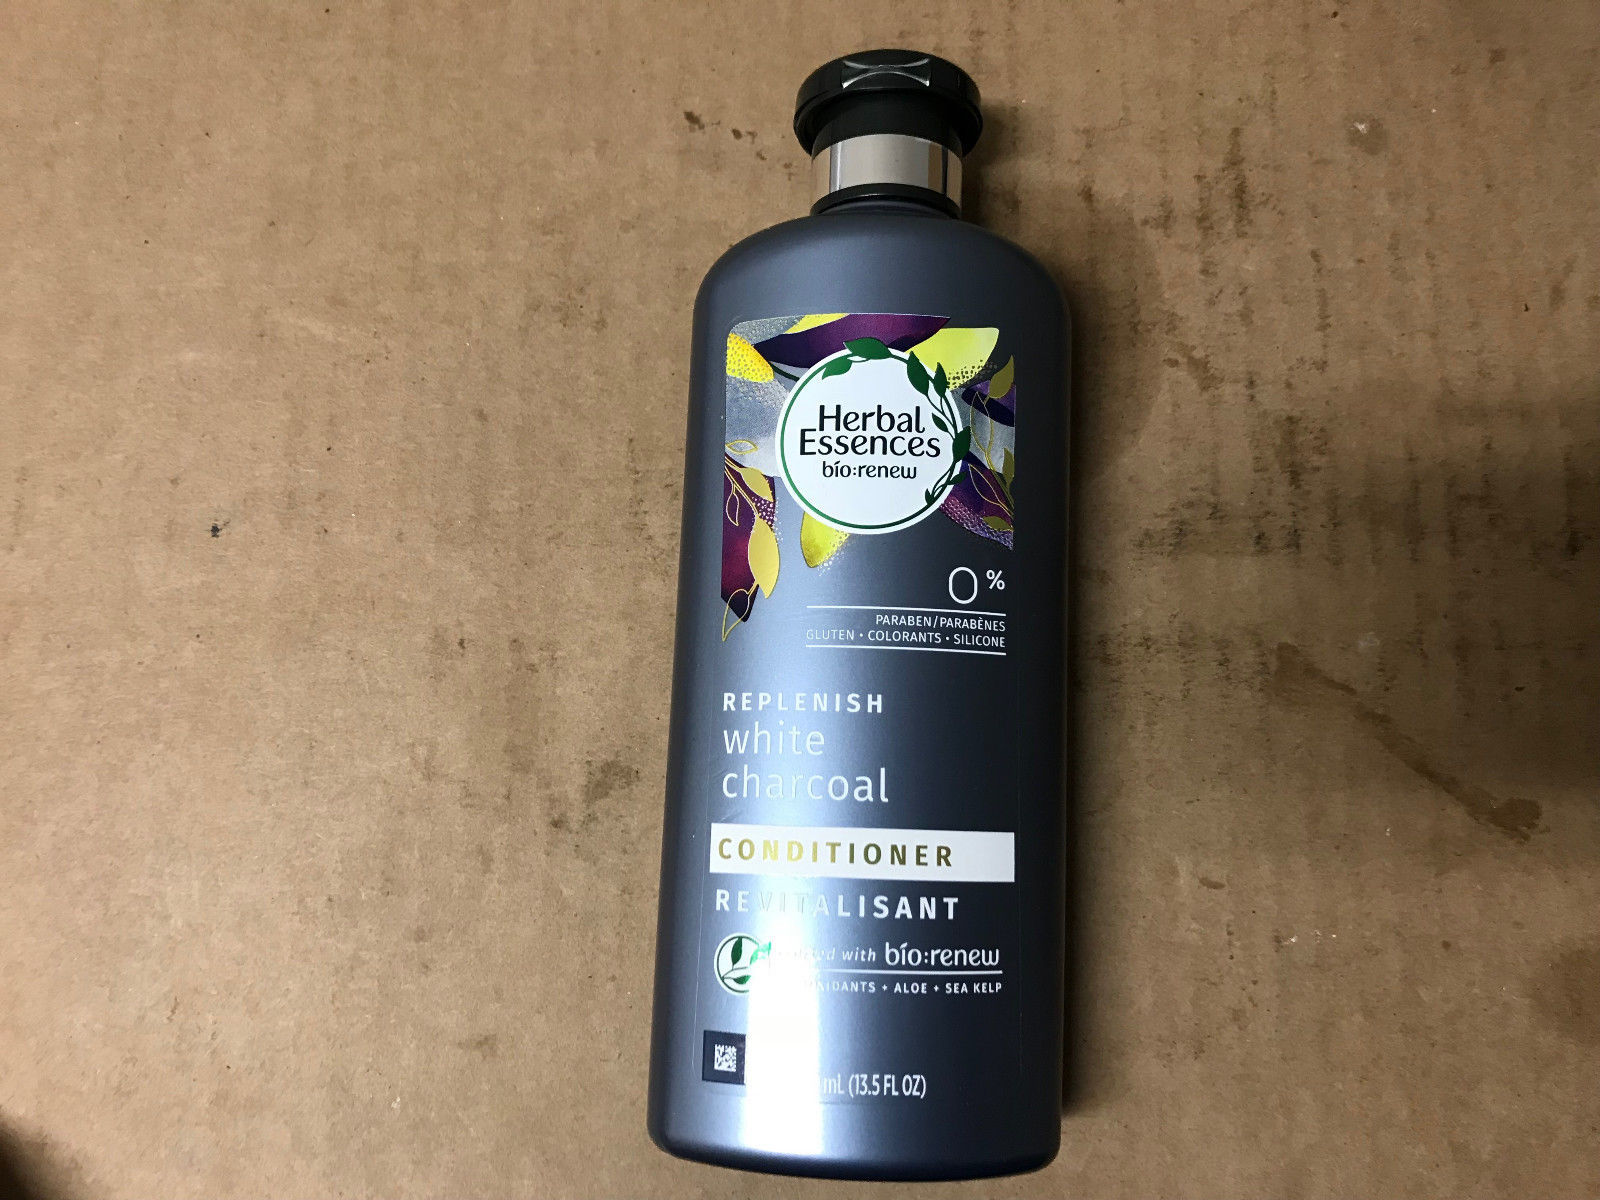 Herbal
Essences
bío:renew
0%
PARABEN/PARABÈNES
GLUTEN • COLORANTS • SILICONE
REPLENISH
white
charcoal
CONDITIONER
REVITALISANT
with bío:renew
+ ALOE + SEA KELP
mL (13.5 FL OZ)